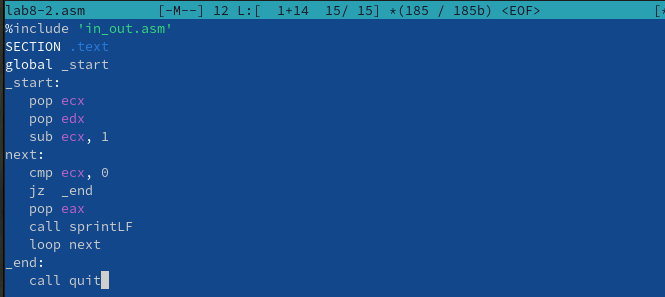 lab8-2.asm [-M--] 12 L:[ 1+14 15/ 15] *(185 / 185b) <EOF> [*
%include 'in_out.asm'
SECTION .text
global _start
_start:
   pop ecx
   pop edx
   sub ecx, 1
next:
   cmp ecx, 0
   jz  _end
   pop eax
   call sprintLF
   loop next
_end:
   call quit